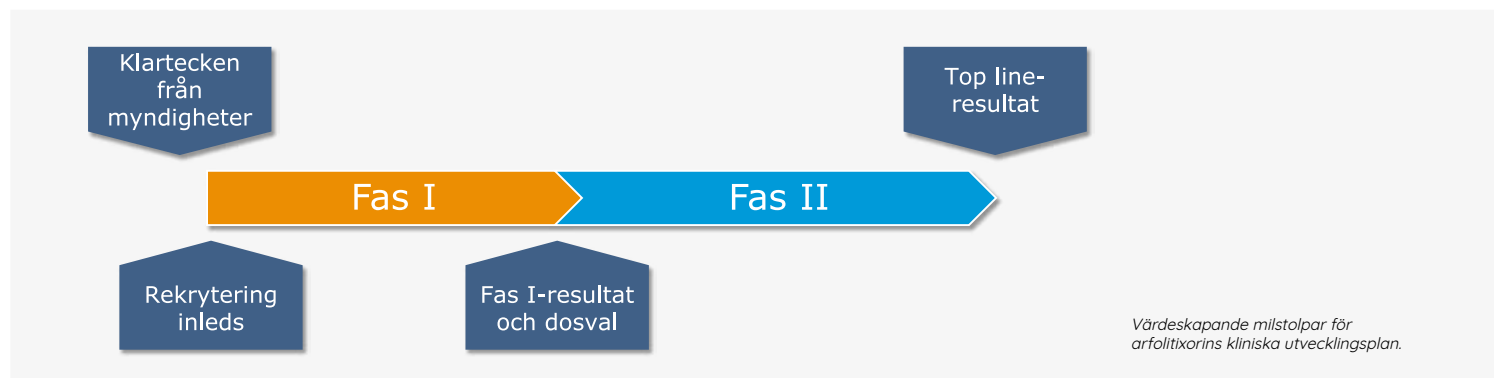 Klartecken
från
myndigheter
Top line-
resultat
Fas I
Fas II
Rekrytering
inleds
Fas I-resultat
och dosval
Värdeskapande milstolpar för
arfolitixorins kliniska utvecklingsplan.